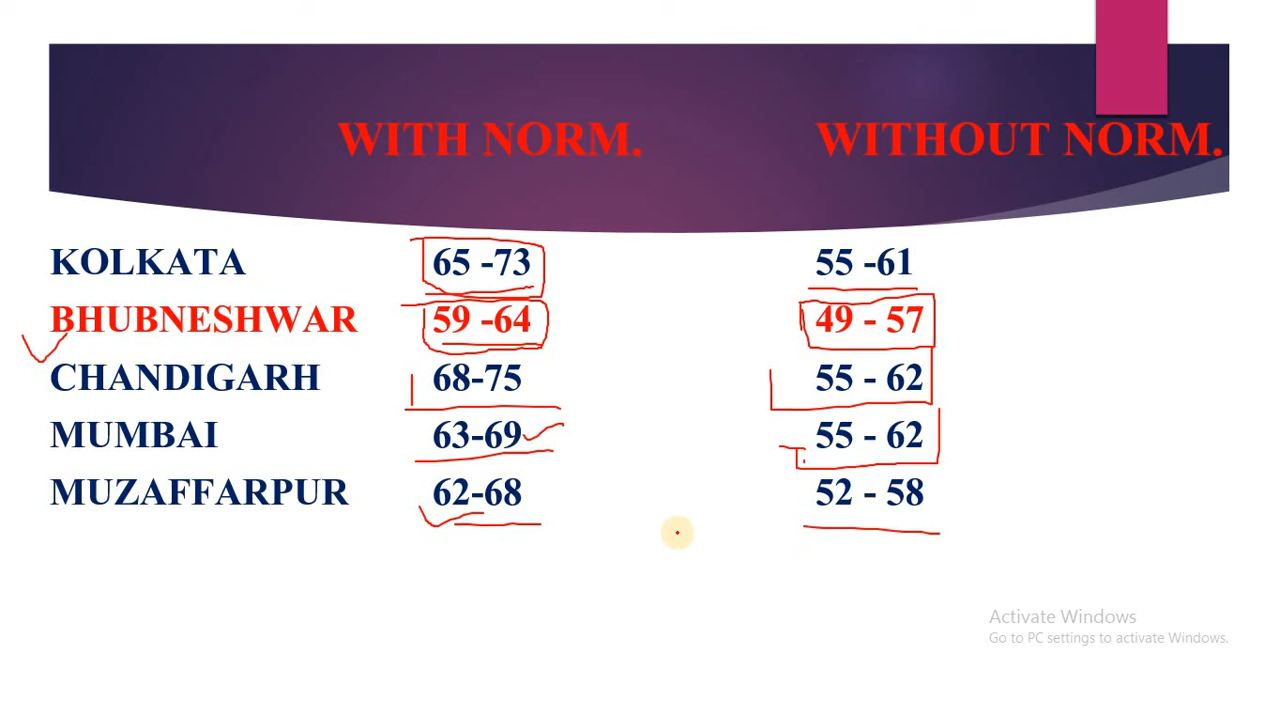 WITH NORM. WITHOUT NORM.
KOLKATA 65 -73 55 -61
BHUBNESHWAR 59 -64 49 - 57
CHANDIGARH 68-75 55 - 62
MUMBAI 63-69 55 - 62
MUZAFFARPUR 62-68 52 - 58
Activate Windows
Go to PC settings to activate Windows.